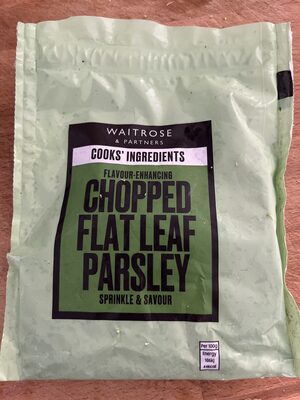 WAITROSE
& PARTNERS
COOKS' INGREDIENTS
FLAVOUR-ENHANCING
CHOPPED
FLAT LEAF
PARSLEY
SPRINKLE & SAVOUR
Per 100g
Energy